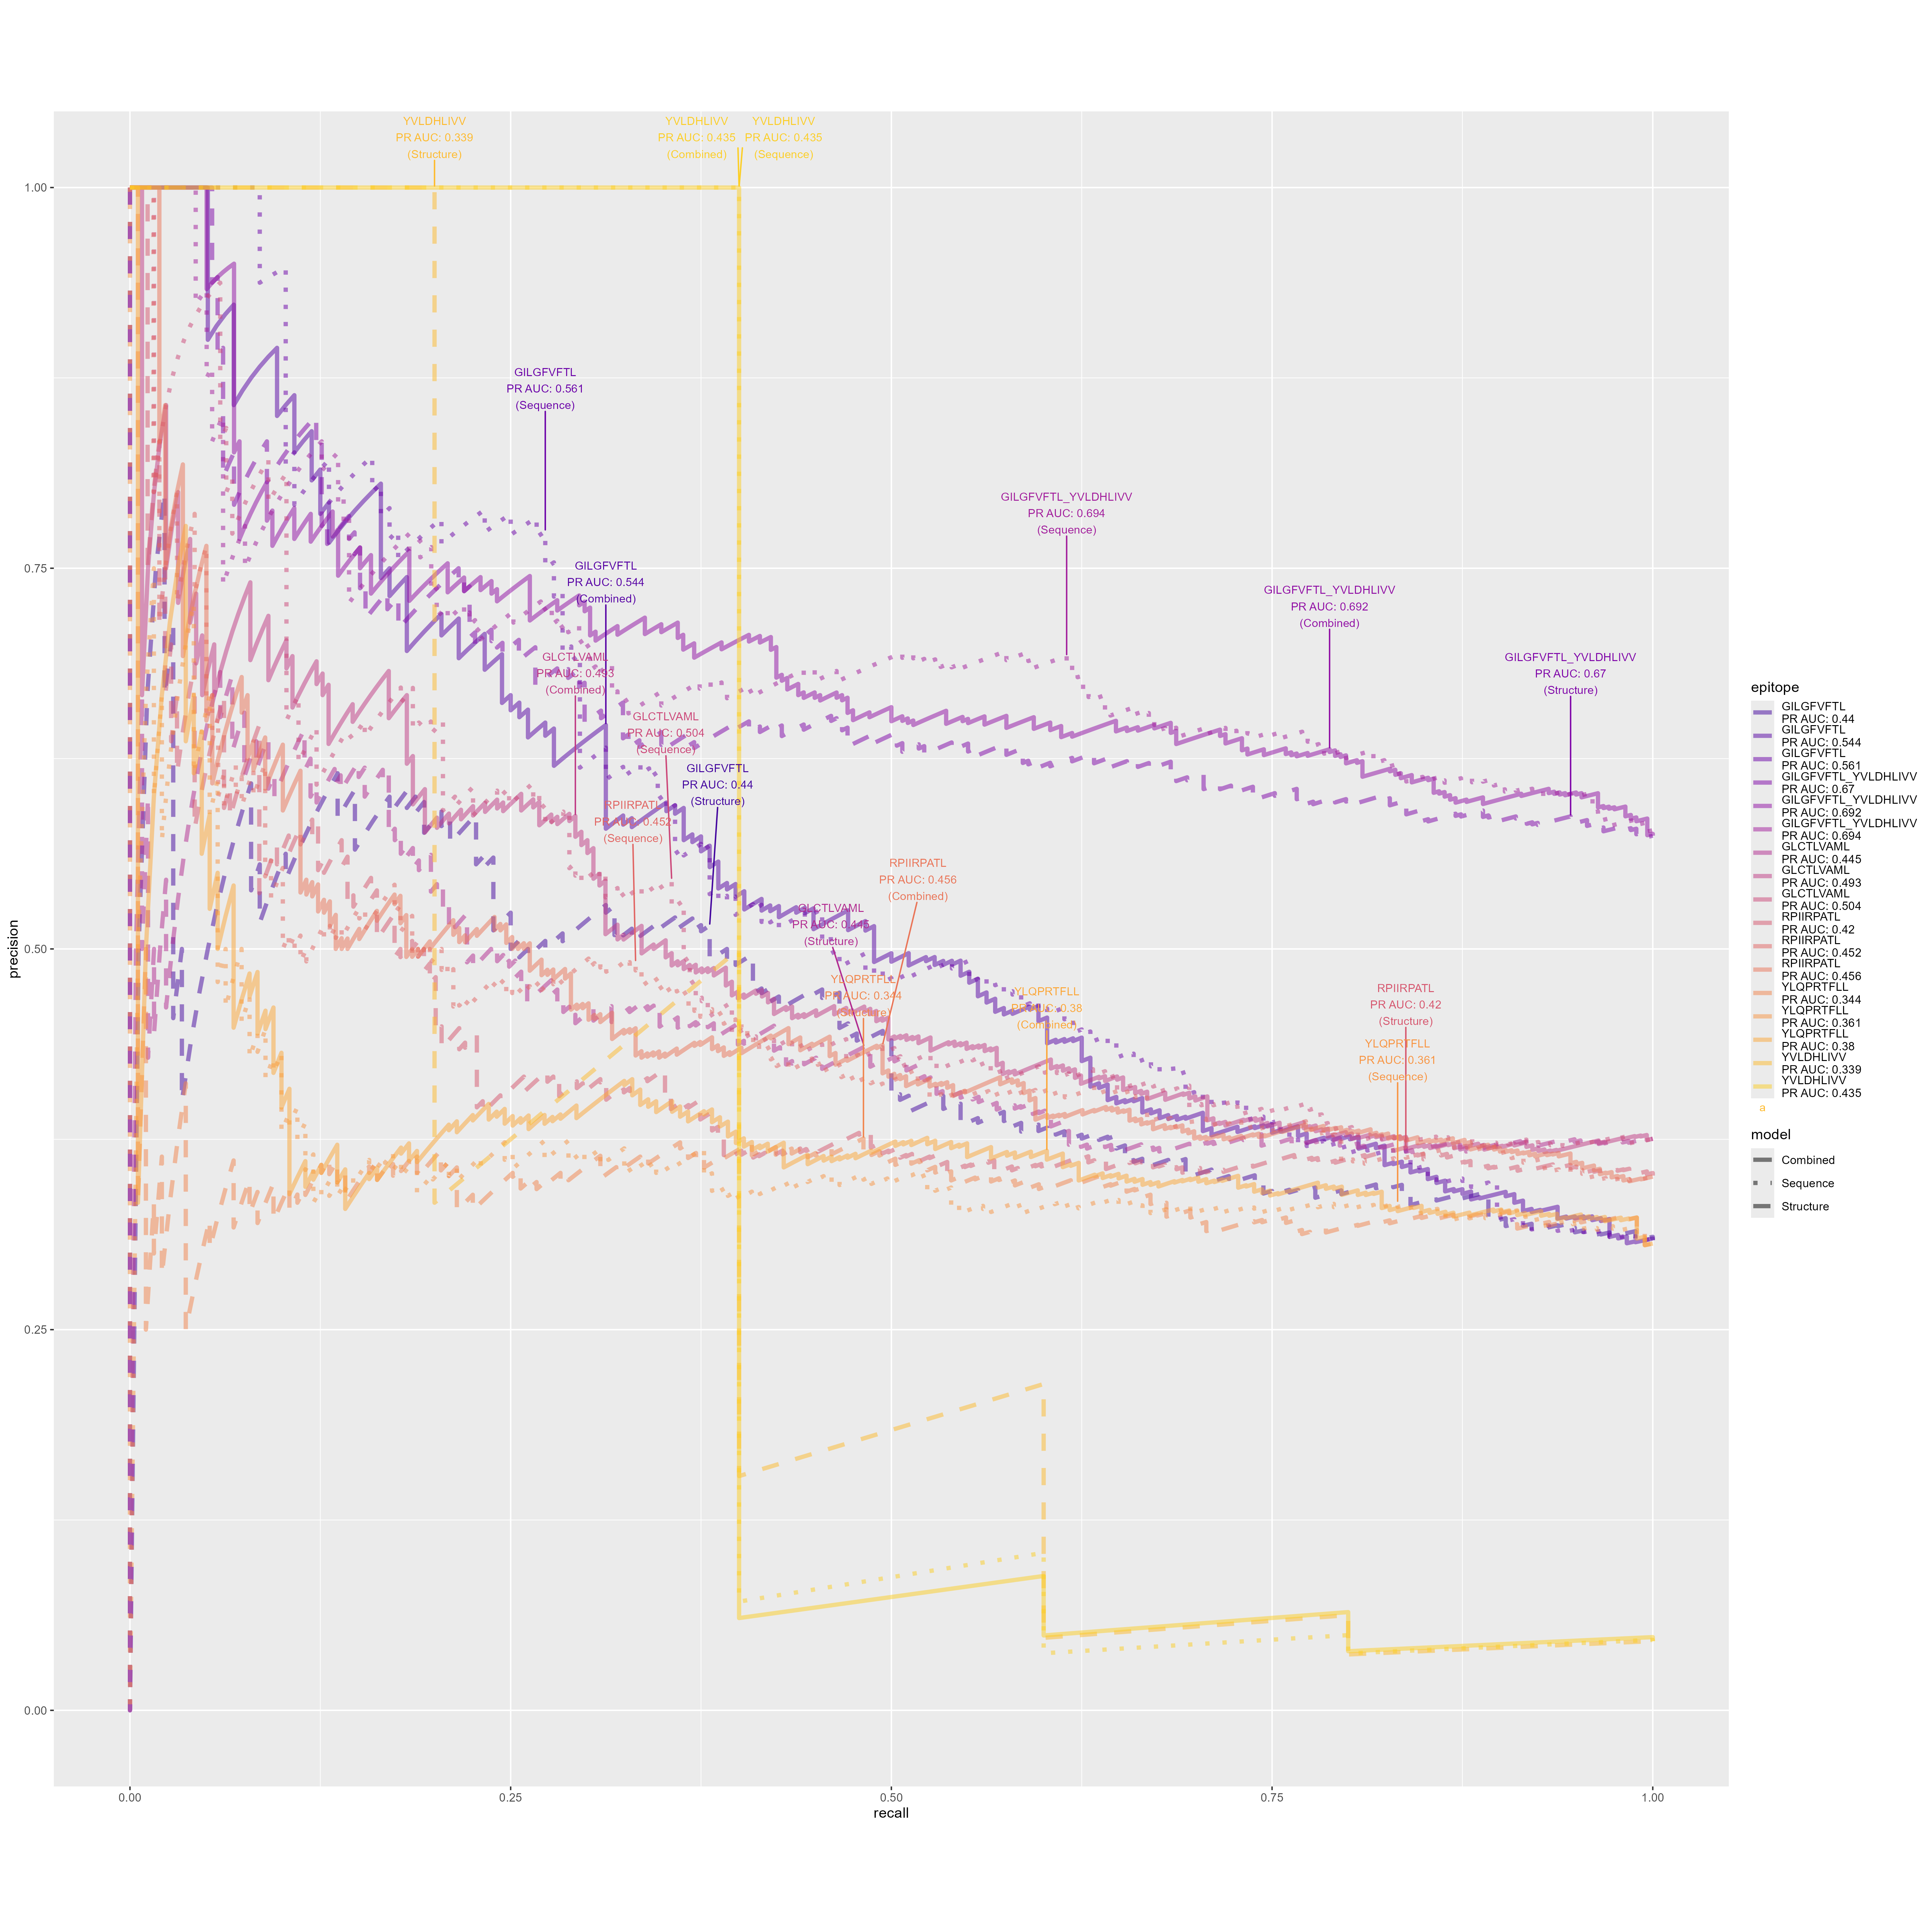 YVLDHLIVV
PR AUC: 0.339
(Structure)
YVLDHLIVV
PR AUC: 0.435
(Combined)
YVLDHLIVV
PR AUC: 0.435
(Sequence)
GILGFVFTL
PR AUC: 0.561
(Sequence)
GILGFVFTL_YVLDHLIVV
PR AUC: 0.694
(Sequence)
GILGFVFTL
PR AUC: 0.544
(Combined)
GILGFVFTL_YVLDHLIVV
PR AUC: 0.692
(Combined)
GLCTLVAML
PR AUC: 0.493
(Combined)
GILGFVFTL_YVLDHLIVV
PR AUC: 0.67
(Structure)
GLCTLVAML
PR AUC: 0.504
(Sequence)
GILGFVFTL
PR AUC: 0.44
(Structure)
RPIIRPATL
PR AUC: 0.452
(Sequence)
RPIIRPATL
PR AUC: 0.456
(Combined)
GLCTLVAML
PR AUC: 0.445
(Structure)
YLQPRTFLL
PR AUC: 0.344
(Structure)
YLQPRTFLL
PR AUC: 0.38
(Combined)
RPIIRPATL
PR AUC: 0.42
(Structure)
YLQPRTFLL
PR AUC: 0.361
(Sequence)
1.00
0.75
0.50
0.25
0.00
precision
0.00
0.25
0.50
0.75
1.00
recall
epitope
GILGFVFTL
PR AUC: 0.44
GILGFVFTL
PR AUC: 0.544
GILGFVFTL
PR AUC: 0.561
GILGFVFTL_YVLDHLIVV
PR AUC: 0.67
GILGFVFTL_YVLDHLIVV
PR AUC: 0.692
GILGFVFTL_YVLDHLIVV
PR AUC: 0.694
GLCTLVAML
PR AUC: 0.445
GLCTLVAML
PR AUC: 0.493
GLCTLVAML
PR AUC: 0.504
RPIIRPATL
PR AUC: 0.42
RPIIRPATL
PR AUC: 0.452
RPIIRPATL
PR AUC: 0.456
YLQPRTFLL
PR AUC: 0.344
YLQPRTFLL
PR AUC: 0.361
YLQPRTFLL
PR AUC: 0.38
YVLDHLIVV
PR AUC: 0.339
YVLDHLIVV
PR AUC: 0.435
a
model
Combined
Sequence
Structure